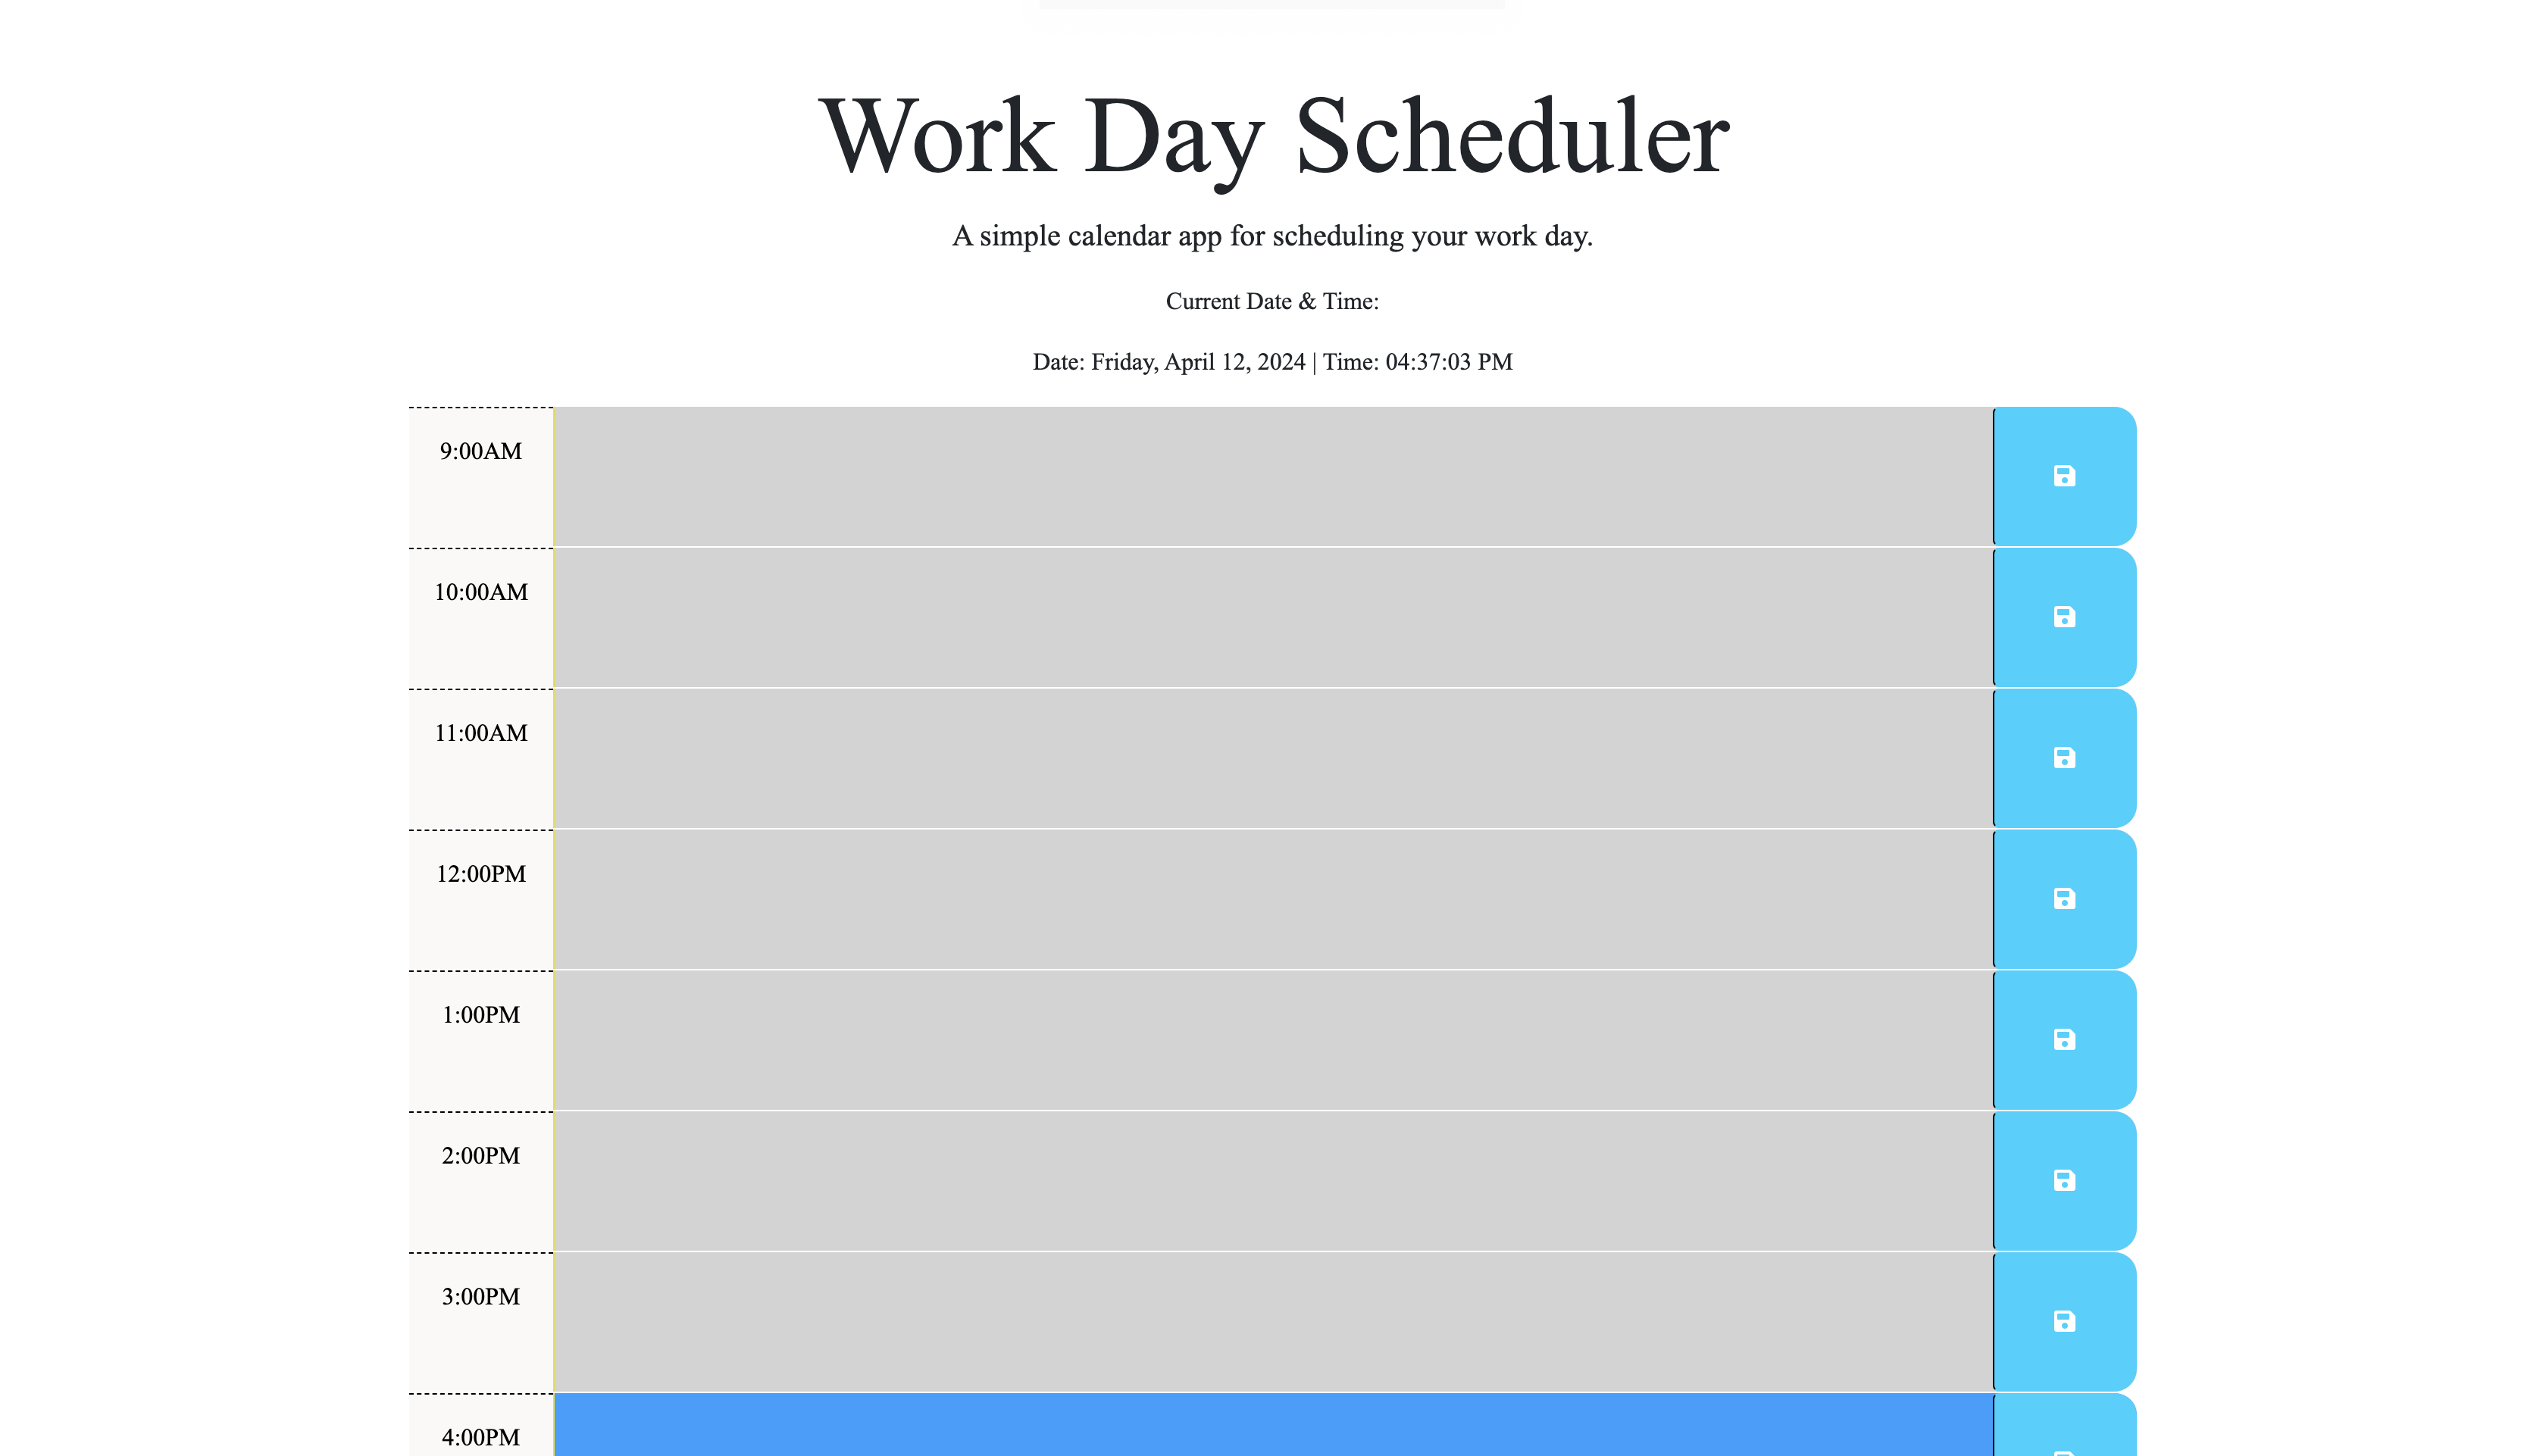 Work Day Scheduler
A simple calendar app for scheduling your work day.
Current Date & Time:
Date: Friday, April 12, 2024 | Time: 04:37:03 PM
9:00AM
10:00AM
11:00AM
12:00PM
1:00PM
2:00PM
3:00PM
4:00PM